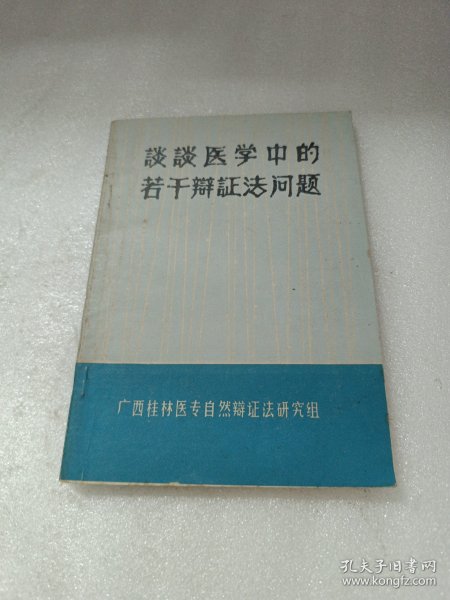 談談医学中的
若干辯証法问题
广西桂林医专自然辩证法研究组
孔夫子旧书网
www.kongfz.com